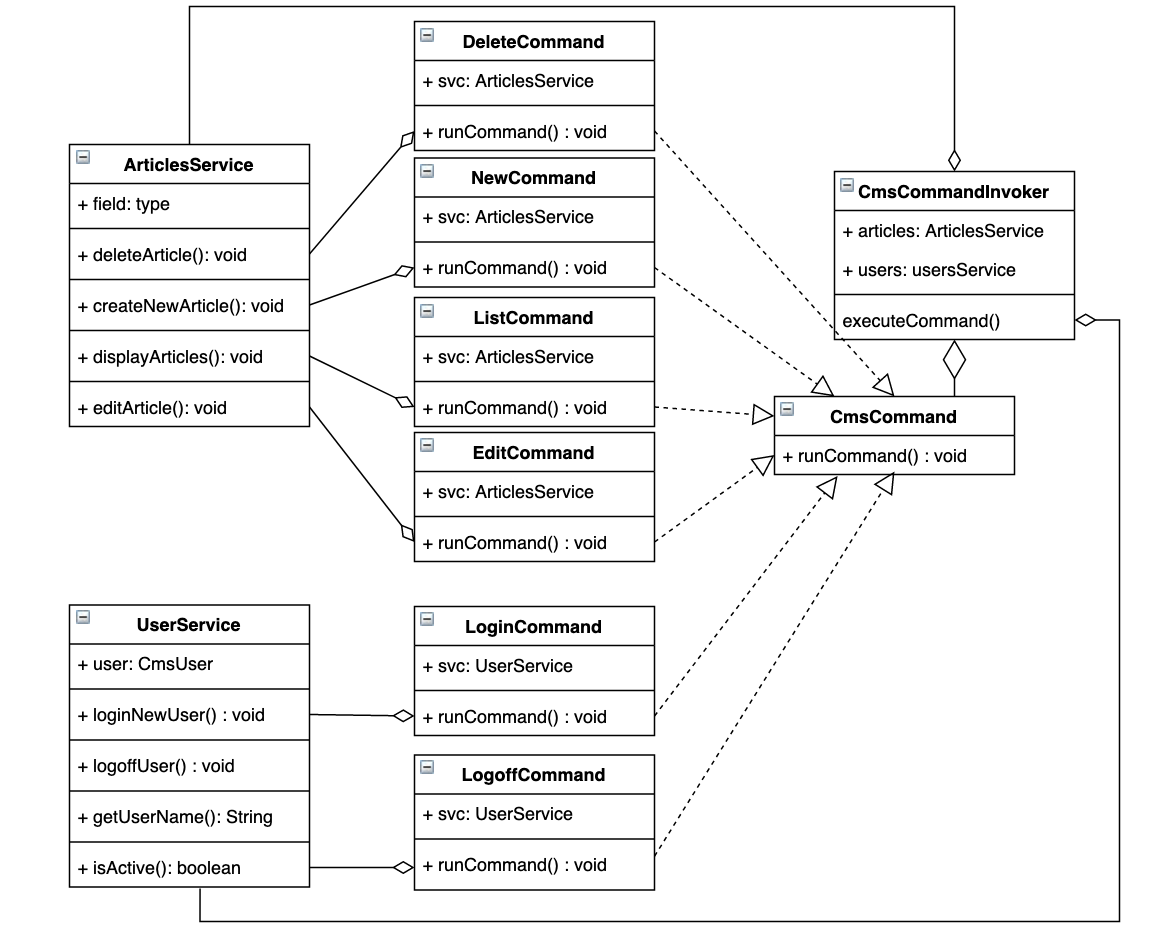 DeleteCommand
+ svc: ArticlesService
+ runCommand() : void
ArticlesService
+ field: type
+ deleteArticle(): void
+ createNewArticle(): void
+ displayArticles(): void
+ editArticle(): void
NewCommand
+ svc: ArticlesService
+ runCommand() : void
ListCommand
+ svc: ArticlesService
+ runCommand() : void
EditCommand
+ svc: ArticlesService
+ runCommand() : void
CmsCommandInvoker
+ articles: ArticlesService
+ users: usersService
executeCommand()
CmsCommand
+ runCommand() : void
UserService
+ user: CmsUser
+ loginNewUser() : void
+ logoffUser() : void
+ getUserName(): String
+ isActive(): boolean
LoginCommand
+ svc: UserService
+ runCommand() : void
LogoffCommand
+ svc: UserService
+ runCommand() : void